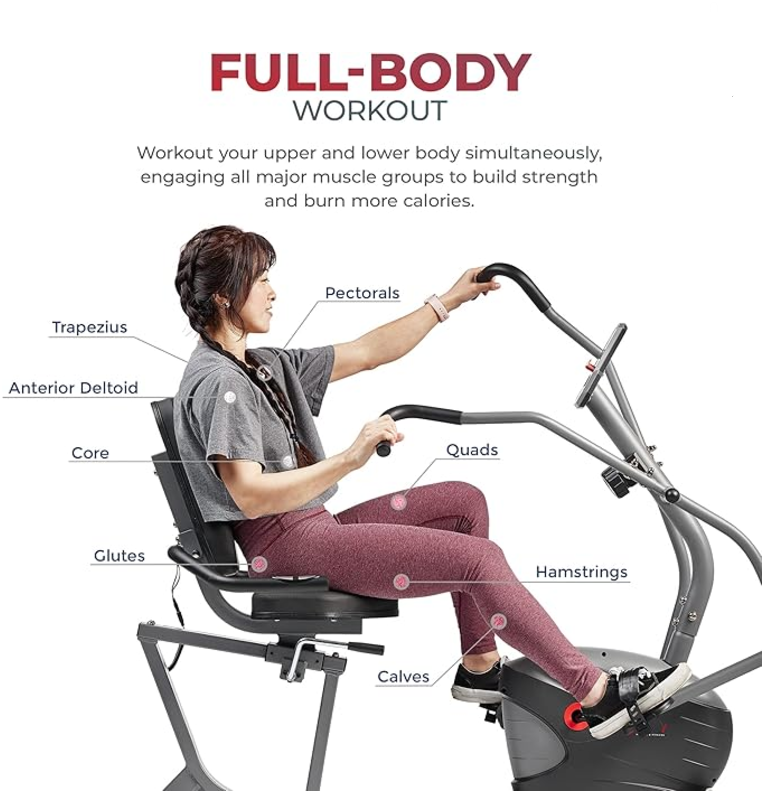 FULL-BODY
WORKOUT
Workout your upper and lower body simultaneously,
engaging all major muscle groups to build strength
and burn more calories.
Pectorals
Trapezius
Anterior Deltoid
Core
Quads
Glutes
Hamstrings
Calves